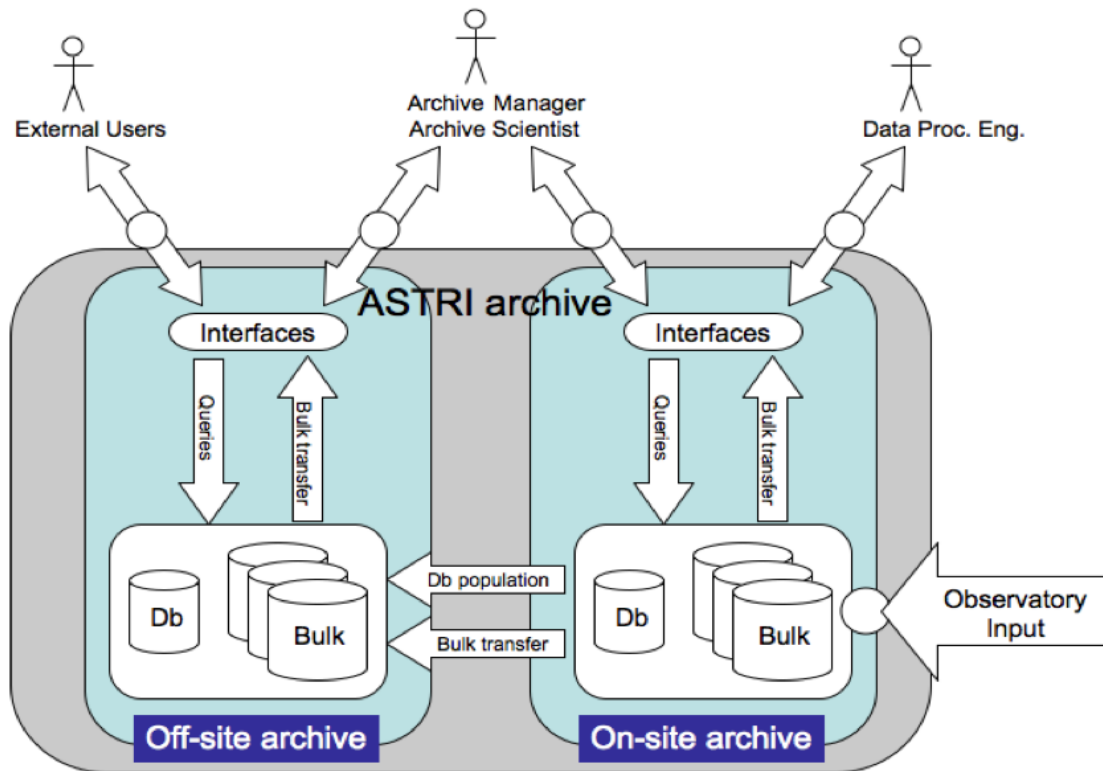 Archive Manager
External Users
Archive Scientist
Data Proc. Eng.
ASTRI archive
Interfaces
Interfaces
Queries
Bulk transfer
Queries
Bulk transfer
Db population
Db
Bulk
Bulk transfer
Db
Bulk
Observatory
Input
Off-site archive
On-site archive